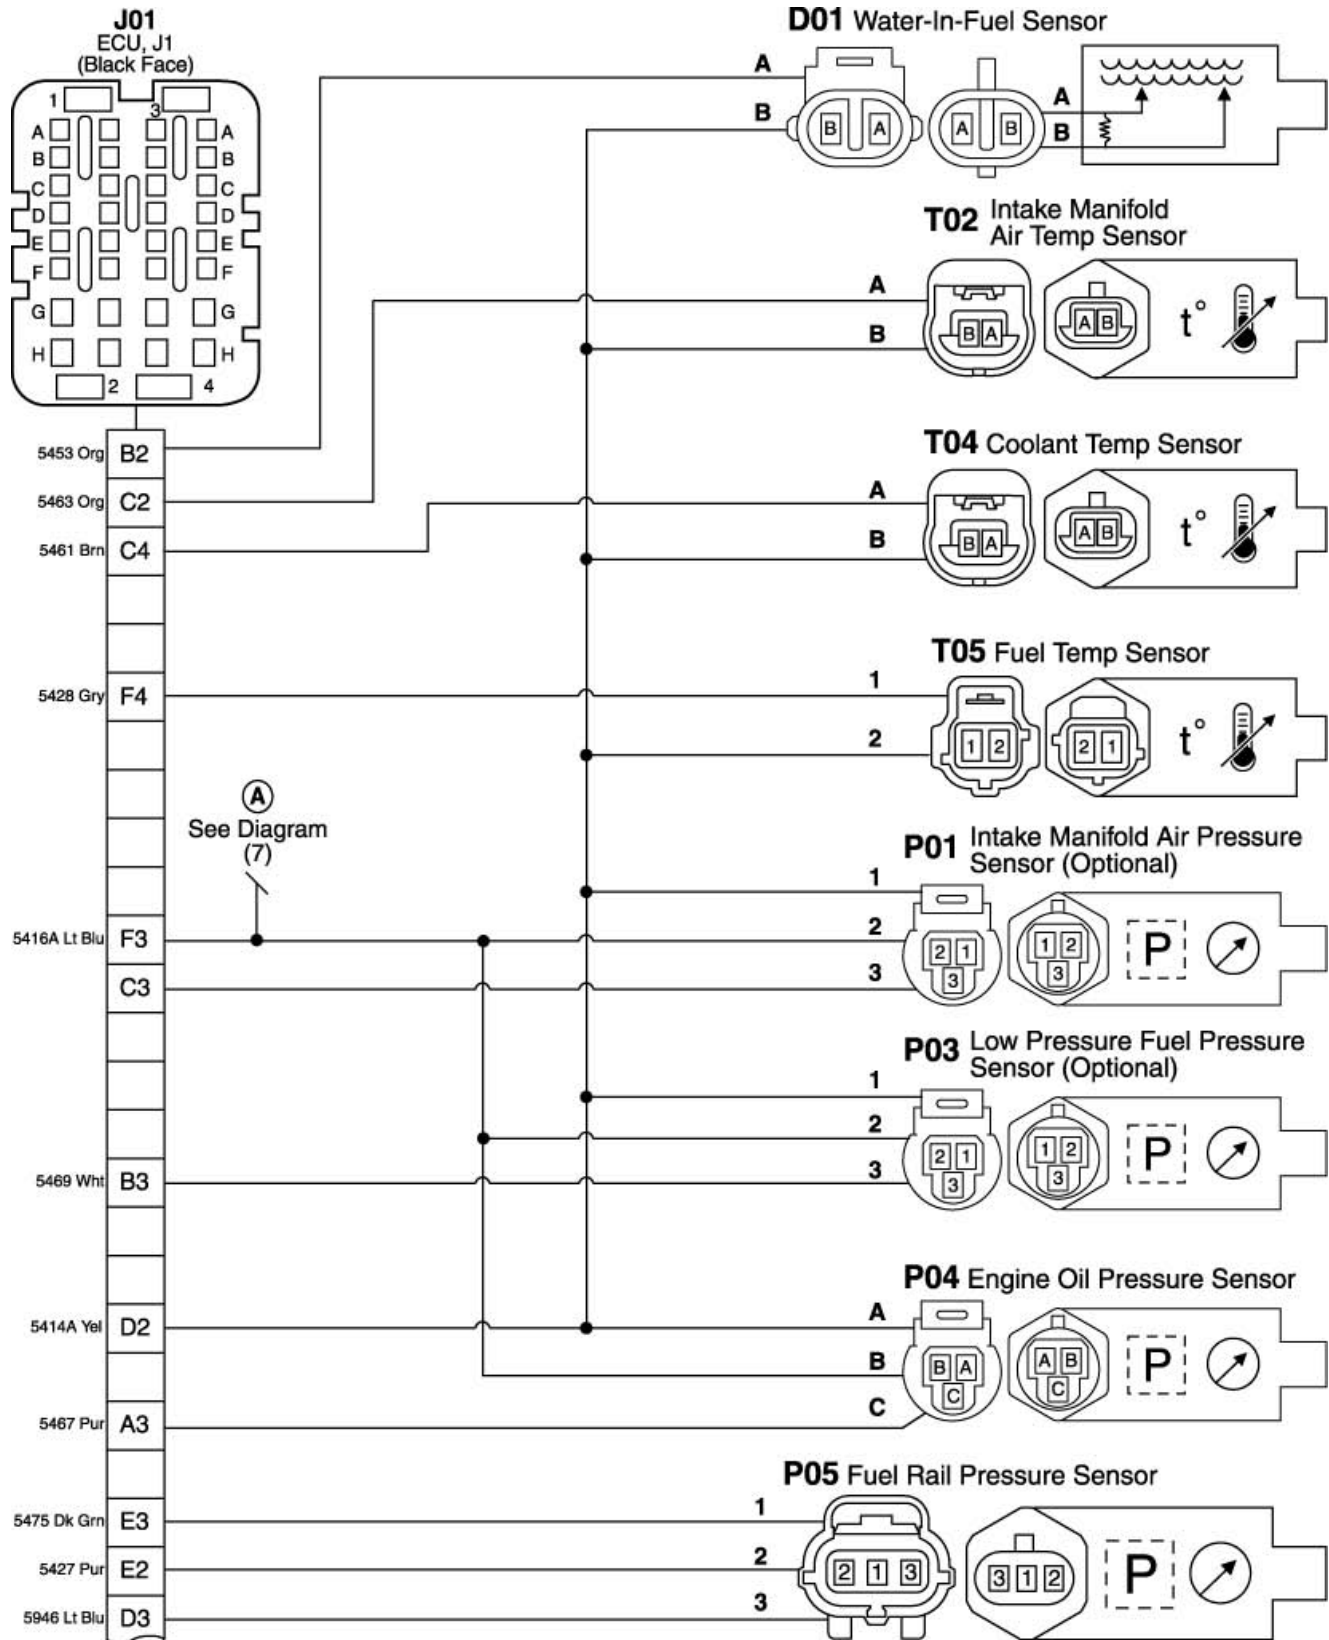 J01
ECU, J1
(Black Face)
1
3
A A
B B
C C
D D
E E
F F
G G
H H
2 4
D01 Water-In-Fuel Sensor
A
B
B A
A B
A
B
T02 Intake Manifold
Air Temp Sensor
A
B
B A
A B
t°
5453 Org B2
5463 Org C2
5461 Brn C4
T04 Coolant Temp Sensor
A
B
B A
A B
t°
T05 Fuel Temp Sensor
5428 Gry F4
1
2
1 2
2 1
t°
A
See Diagram
(7)
P01 Intake Manifold Air Pressure
Sensor (Optional)
5416A Lt Blu F3
C3
1
2
3
2 1
3
1 2
3
P
P03 Low Pressure Fuel Pressure
Sensor (Optional)
5469 Wht B3
1
2
3
2 1
3
1 2
3
P
P04 Engine Oil Pressure Sensor
5414A Yel D2
5467 Pur A3
A
B
C
B A
C
A B
C
P
P05 Fuel Rail Pressure Sensor
5475 Dk Grn E3
5427 Pur E2
5946 Lt Blu D3
1
2
3
2 1 3
3 1 2
P